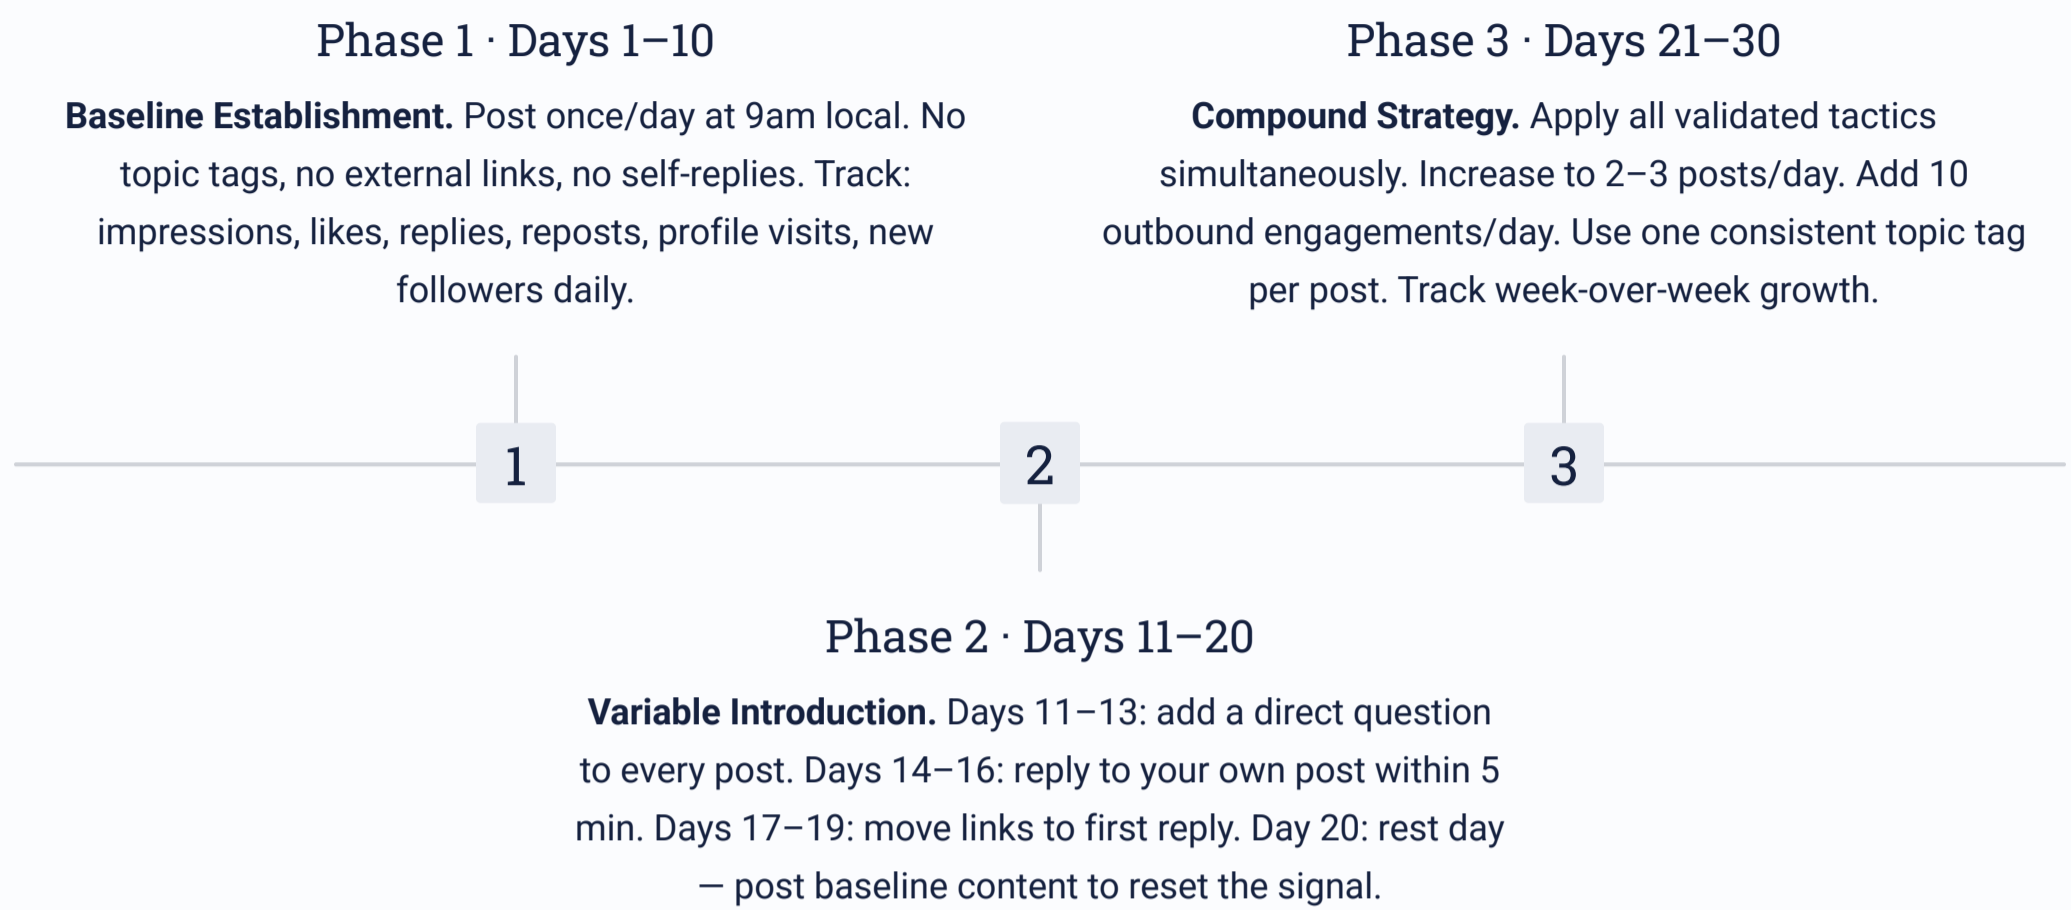 Phase 1 · Days 1–10
Baseline Establishment. Post once/day at 9am local. No
topic tags, no external links, no self-replies. Track:
impressions, likes, replies, reposts, profile visits, new
followers daily.
Phase 3 · Days 21–30
Compound Strategy. Apply all validated tactics
simultaneously. Increase to 2–3 posts/day. Add 10
outbound engagements/day. Use one consistent topic tag
per post. Track week-over-week growth.
1
2
3
Phase 2 · Days 11–20
Variable Introduction. Days 11–13: add a direct question
to every post. Days 14–16: reply to your own post within 5
min. Days 17–19: move links to first reply. Day 20: rest day
— post baseline content to reset the signal.